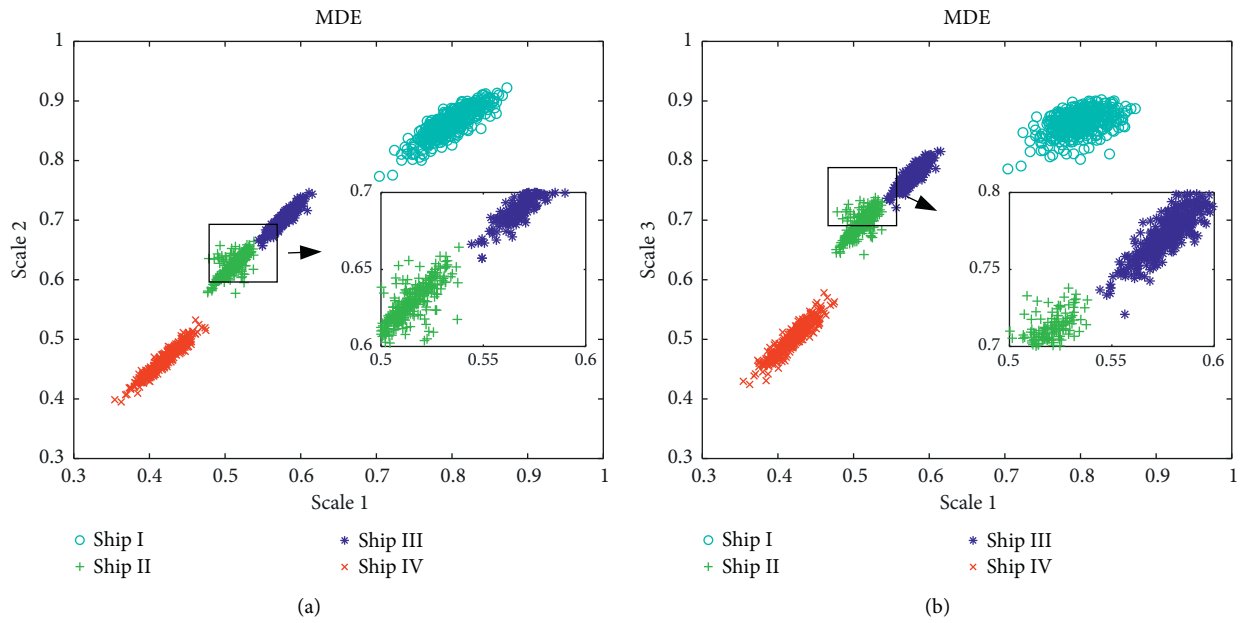 MDE
1
0.9
0.8
0.7
0.6
0.5
0.4
0.3
Scale 2
0.7
0.65
0.6
0.5 0.55 0.6
0.3 0.4 0.5 0.6 0.7 0.8 0.9 1
Scale 1
Ship I
Ship II
Ship III
Ship IV
(a)
MDE
1
0.9
0.8
0.7
0.6
0.5
0.4
0.3
Scale 3
0.8
0.75
0.7
0.5 0.55 0.6
0.3 0.4 0.5 0.6 0.7 0.8 0.9 1
Scale 1
Ship I
Ship II
Ship III
Ship IV
(b)